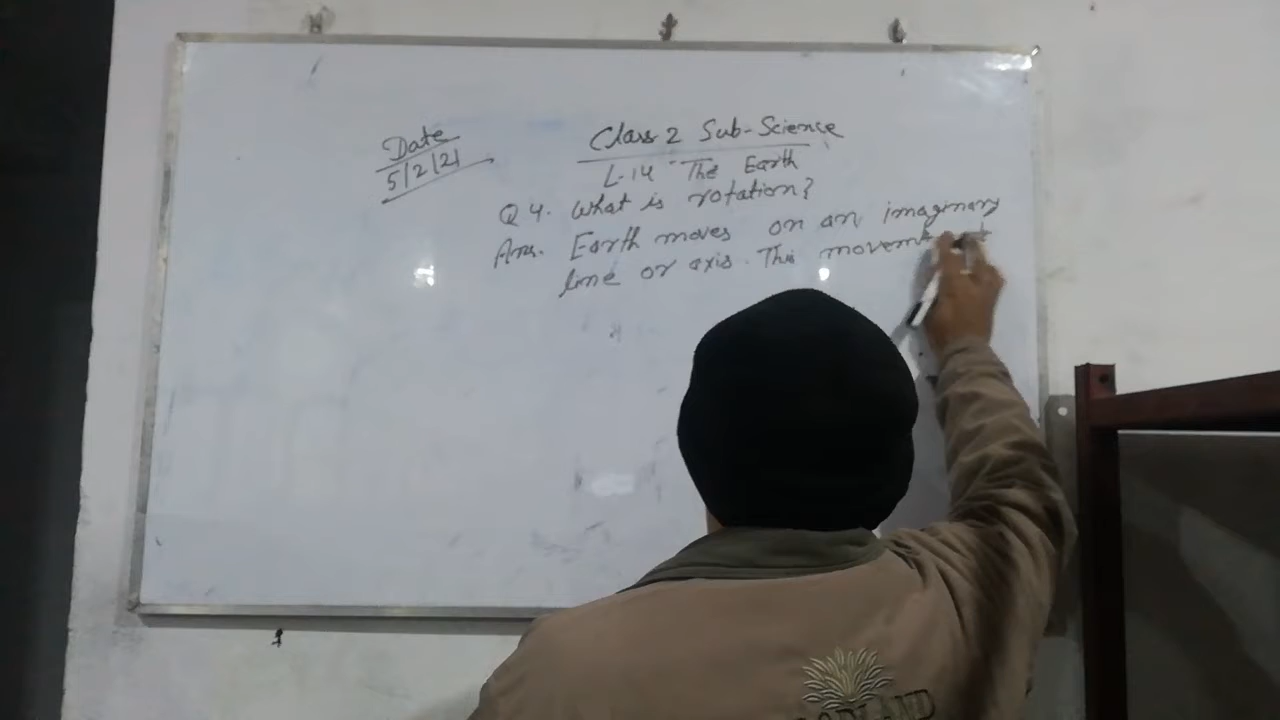 Date
5/2/21
Class 2 Sub-Science
L-14 The Earth
Q 4. What is rotation?
Ans. Earth moves on an imaginary
line or axis. This movement